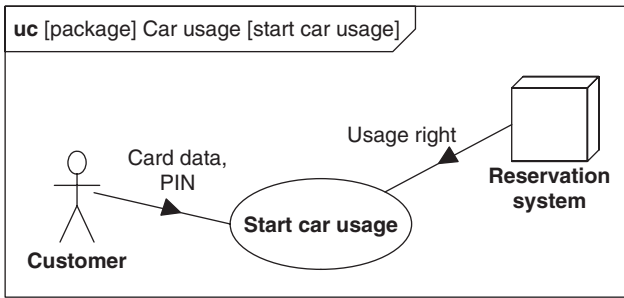 uc [package] Car usage [start car usage]
Usage right
Card data,
PIN
Reservation
system
Start car usage
Customer